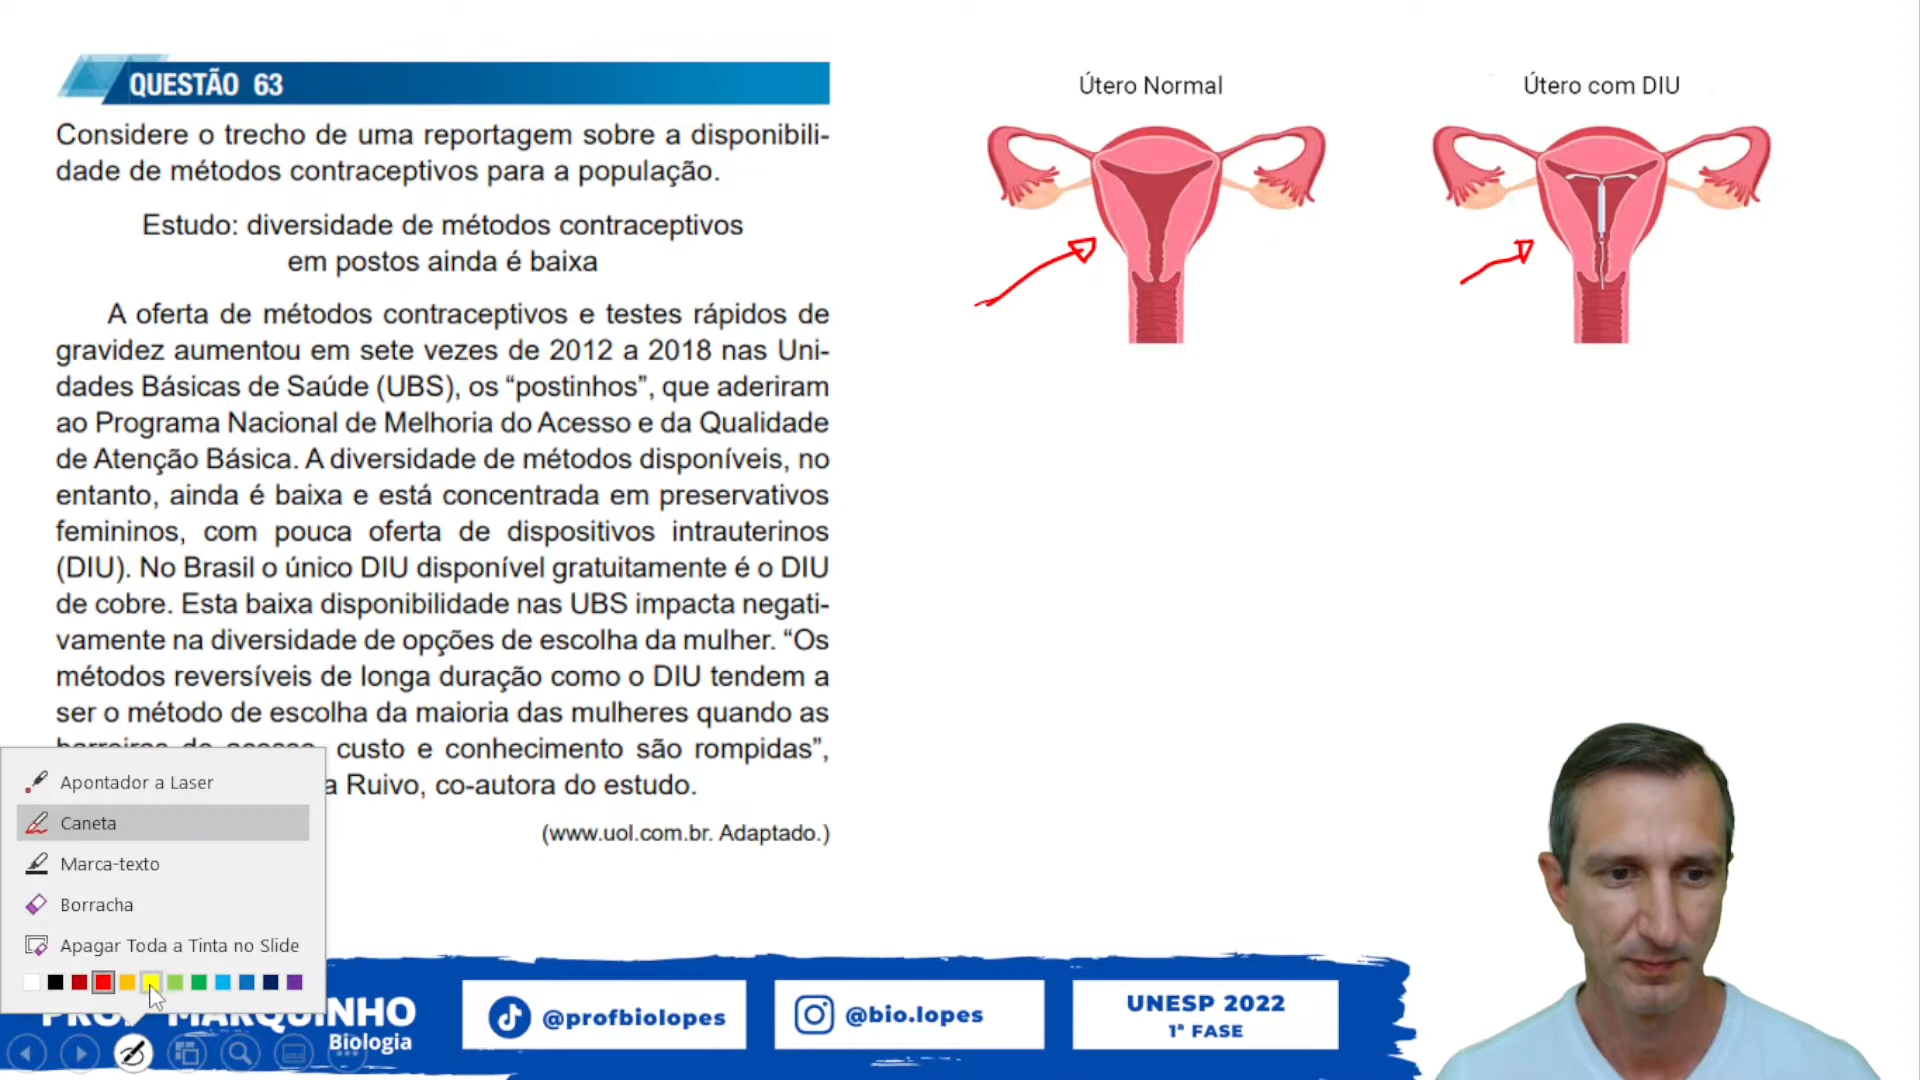 QUESTÃO 63
Considere o trecho de uma reportagem sobre a disponibili-
dade de métodos contraceptivos para a população.
Estudo: diversidade de métodos contraceptivos
em postos ainda é baixa
A oferta de métodos contraceptivos e testes rápidos de
gravidez aumentou em sete vezes de 2012 a 2018 nas Uni-
dades Básicas de Saúde (UBS), os “postinhos”, que aderiram
ao Programa Nacional de Melhoria do Acesso e da Qualidade
de Atenção Básica. A diversidade de métodos disponíveis, no
entanto, ainda é baixa e está concentrada em preservativos
femininos, com pouca oferta de dispositivos intrauterinos
(DIU). No Brasil o único DIU disponível gratuitamente é o DIU
de cobre. Esta baixa disponibilidade nas UBS impacta negati-
vamente na diversidade de opções de escolha da mulher. “Os
métodos reversíveis de longa duração como o DIU tendem a
ser o método de escolha da maioria das mulheres quando as
custo e conhecimento são rompidas”,
a Ruivo, co-autora do estudo.
(www.uol.com.br. Adaptado.)
Útero Normal
Útero com DIU
Apontador a Laser
Caneta
Marca-texto
Borracha
Apagar Toda a Tinta no Slide
PROF MARQUINHO
Biologia
@profbiolopes
@bio.lopes
UNESP 2022
1ª FASE